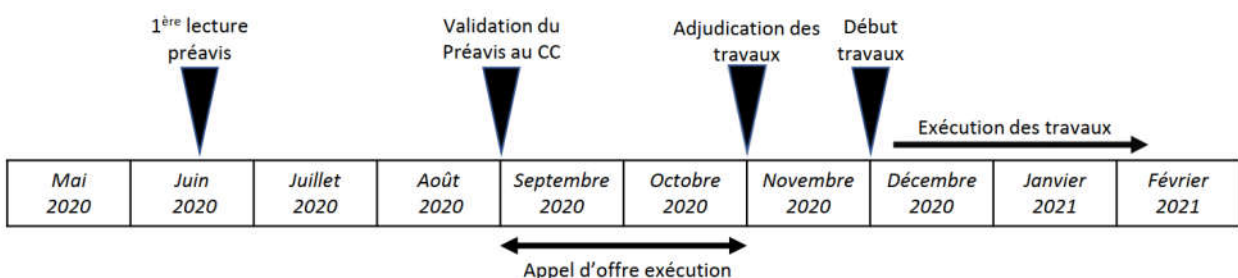 1ère lecture
préavis
Validation du
Préavis au CC
Adjudication des
travaux
Début
travaux
Exécution des travaux
Mai
2020
Juin
2020
Juillet
2020
Août
2020
Septembre
2020
Octobre
2020
Novembre
2020
Décembre
2020
Janvier
2021
Février
2021
Appel d'offre exécution